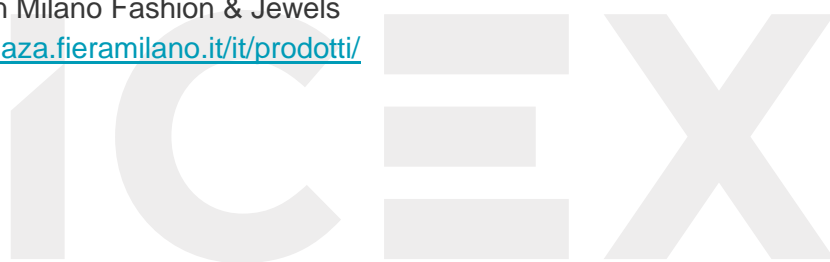 n Milano Fashion & Jewels
aza.fieramilano.it/it/prodotti/
ICEX